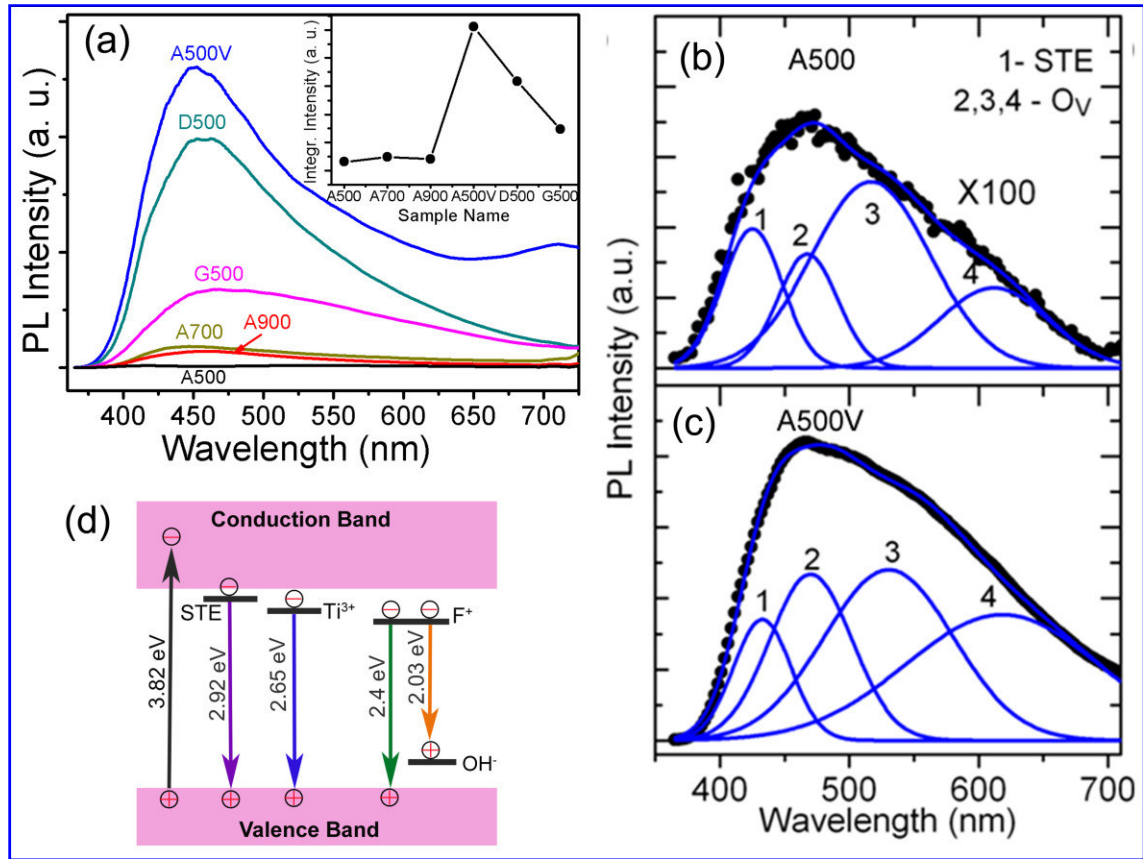 (a)
A500V
D500
G500
A700
A900
A500
PL Intensity (a. u.)
400 450 500 550 600 650 700
Wavelength (nm)
Integr. Intensity (a. u.)
A500 A700 A900 A500V D500 G500
Sample Name
(b)
A500
1- STE
2,3,4 - OV
X100
1 2 3 4
PL Intensity (a.u.)
(c)
A500V
1 2 3 4
400 500 600 700
Wavelength (nm)
(d)
Conduction Band
STE
Ti3+
F+
3.82 eV
2.92 eV
2.65 eV
2.4 eV
2.03 eV
OH-
Valence Band